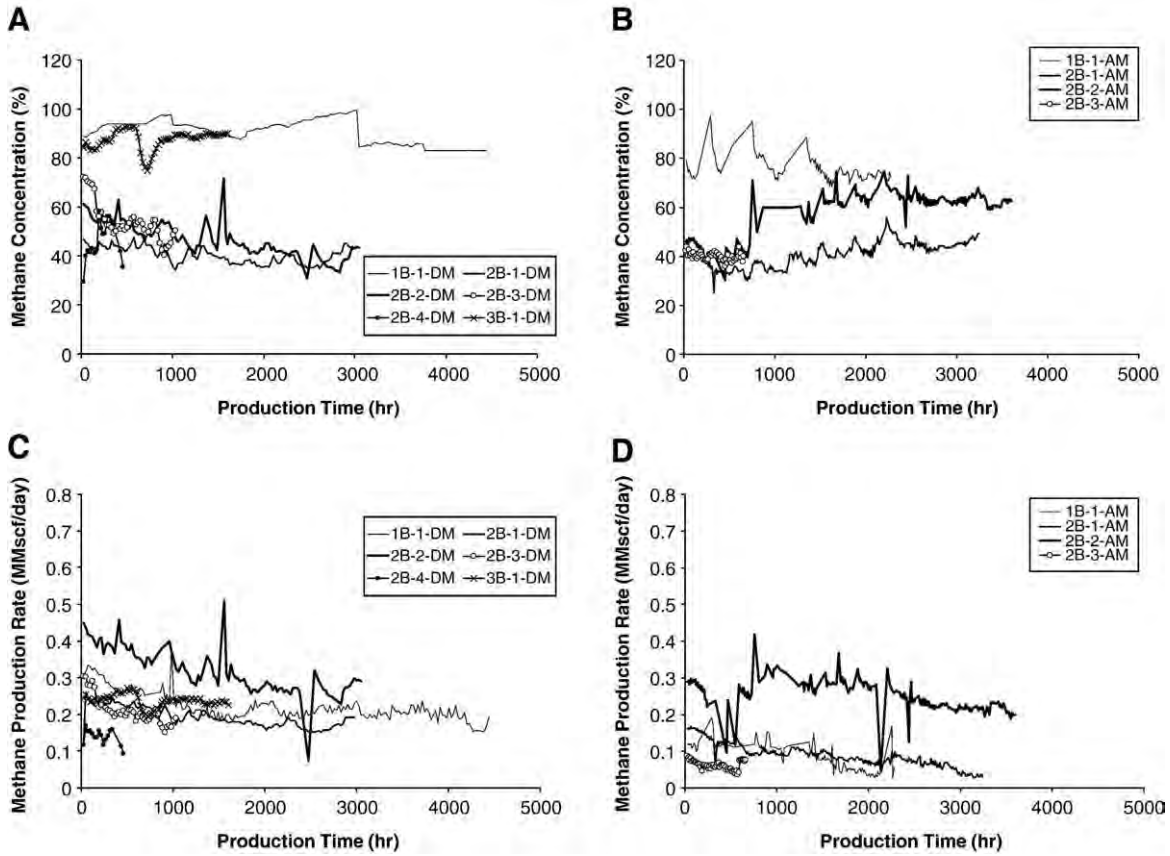 A
Methane Concentration (%)
120
100
80
60
40
20
0
0 1000 2000 3000 4000 5000
Production Time (hr)
1B-1-DM 2B-1-DM
2B-2-DM 2B-3-DM
2B-4-DM 3B-1-DM
B
Methane Concentration (%)
120
100
80
60
40
20
0
0 1000 2000 3000 4000 5000
Production Time (hr)
1B-1-AM
2B-1-AM
2B-2-AM
2B-3-AM
C
Methane Production Rate (MMscf/day)
0.8
0.7
0.6
0.5
0.4
0.3
0.2
0.1
0
0 1000 2000 3000 4000 5000
Production Time (hr)
1B-1-DM 2B-1-DM
2B-2-DM 2B-3-DM
2B-4-DM 3B-1-DM
D
Methane Production Rate (MMscf/day)
0.8
0.7
0.6
0.5
0.4
0.3
0.2
0.1
0
0 1000 2000 3000 4000 5000
Production Time (hr)
1B-1-AM
2B-1-AM
2B-2-AM
2B-3-AM